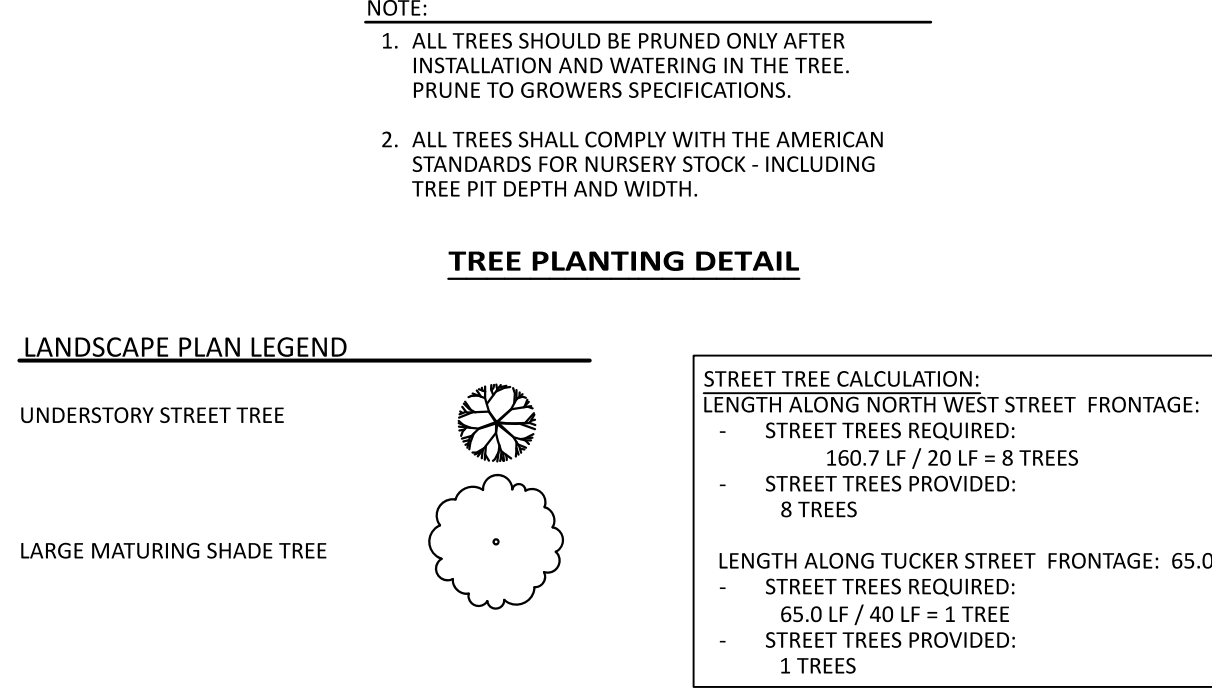 NOTE:
1. ALL TREES SHOULD BE PRUNED ONLY AFTER
INSTALLATION AND WATERING IN THE TREE.
PRUNE TO GROWERS SPECIFICATIONS.
2. ALL TREES SHALL COMPLY WITH THE AMERICAN
STANDARDS FOR NURSERY STOCK - INCLUDING
TREE PIT DEPTH AND WIDTH.
TREE PLANTING DETAIL
LANDSCAPE PLAN LEGEND
UNDERSTORY STREET TREE
LARGE MATURING SHADE TREE
STREET TREE CALCULATION:
LENGTH ALONG NORTH WEST STREET FRONTAGE:
- STREET TREES REQUIRED:
160.7 LF / 20 LF = 8 TREES
- STREET TREES PROVIDED:
8 TREES
LENGTH ALONG TUCKER STREET FRONTAGE: 65.0
- STREET TREES REQUIRED:
65.0 LF / 40 LF = 1 TREE
- STREET TREES PROVIDED:
1 TREES